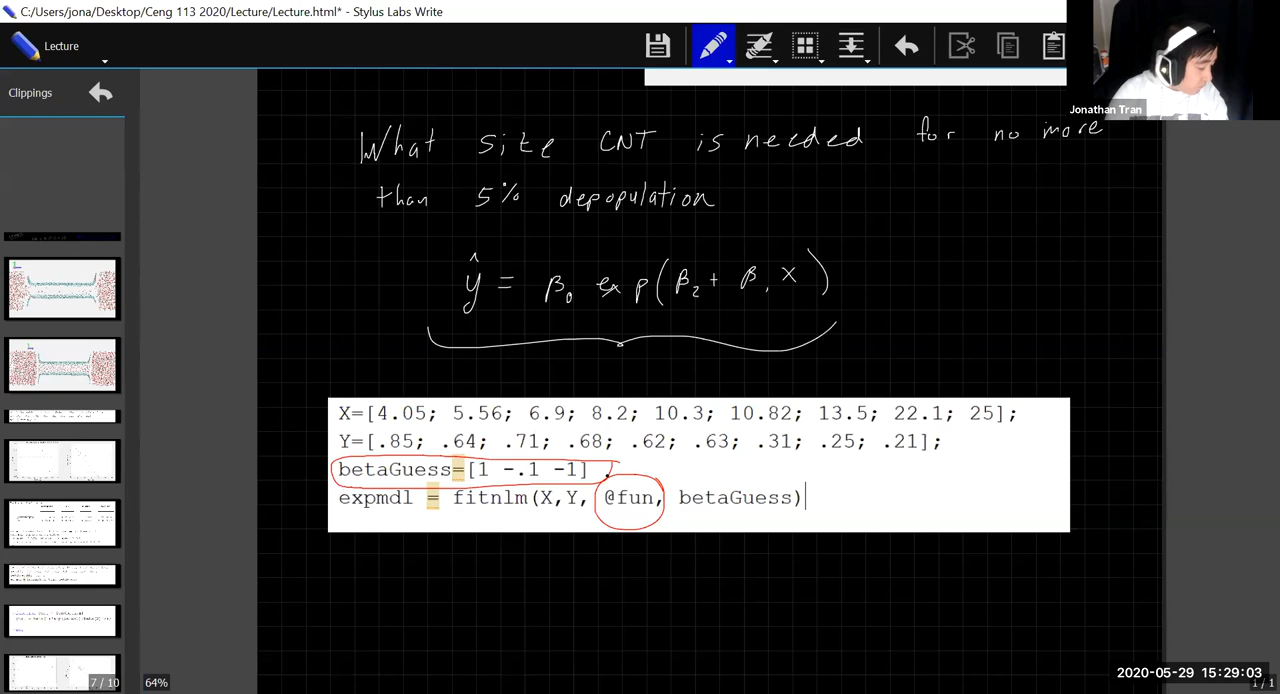 C:/Users/jona/Desktop/Ceng 113 2020/Lecture/Lecture.html* - Stylus Labs Write
Lecture
Clippings
Jonathan Tran
What size CNT is needed for no more
than 5% depopulation
ŷ = β₀ exp(β₂ + β₁ x)
X=[4.05; 5.56; 6.9; 8.2; 10.3; 10.82; 13.5; 22.1; 25];
Y=[.85; .64; .71; .68; .62; .63; .31; .25; .21];
betaGuess=[1 -.1 -1] ;
expmdl = fitnlm(X,Y, @fun, betaGuess)
2020-05-29 15:29:03
7 / 10
64%
1 / 1